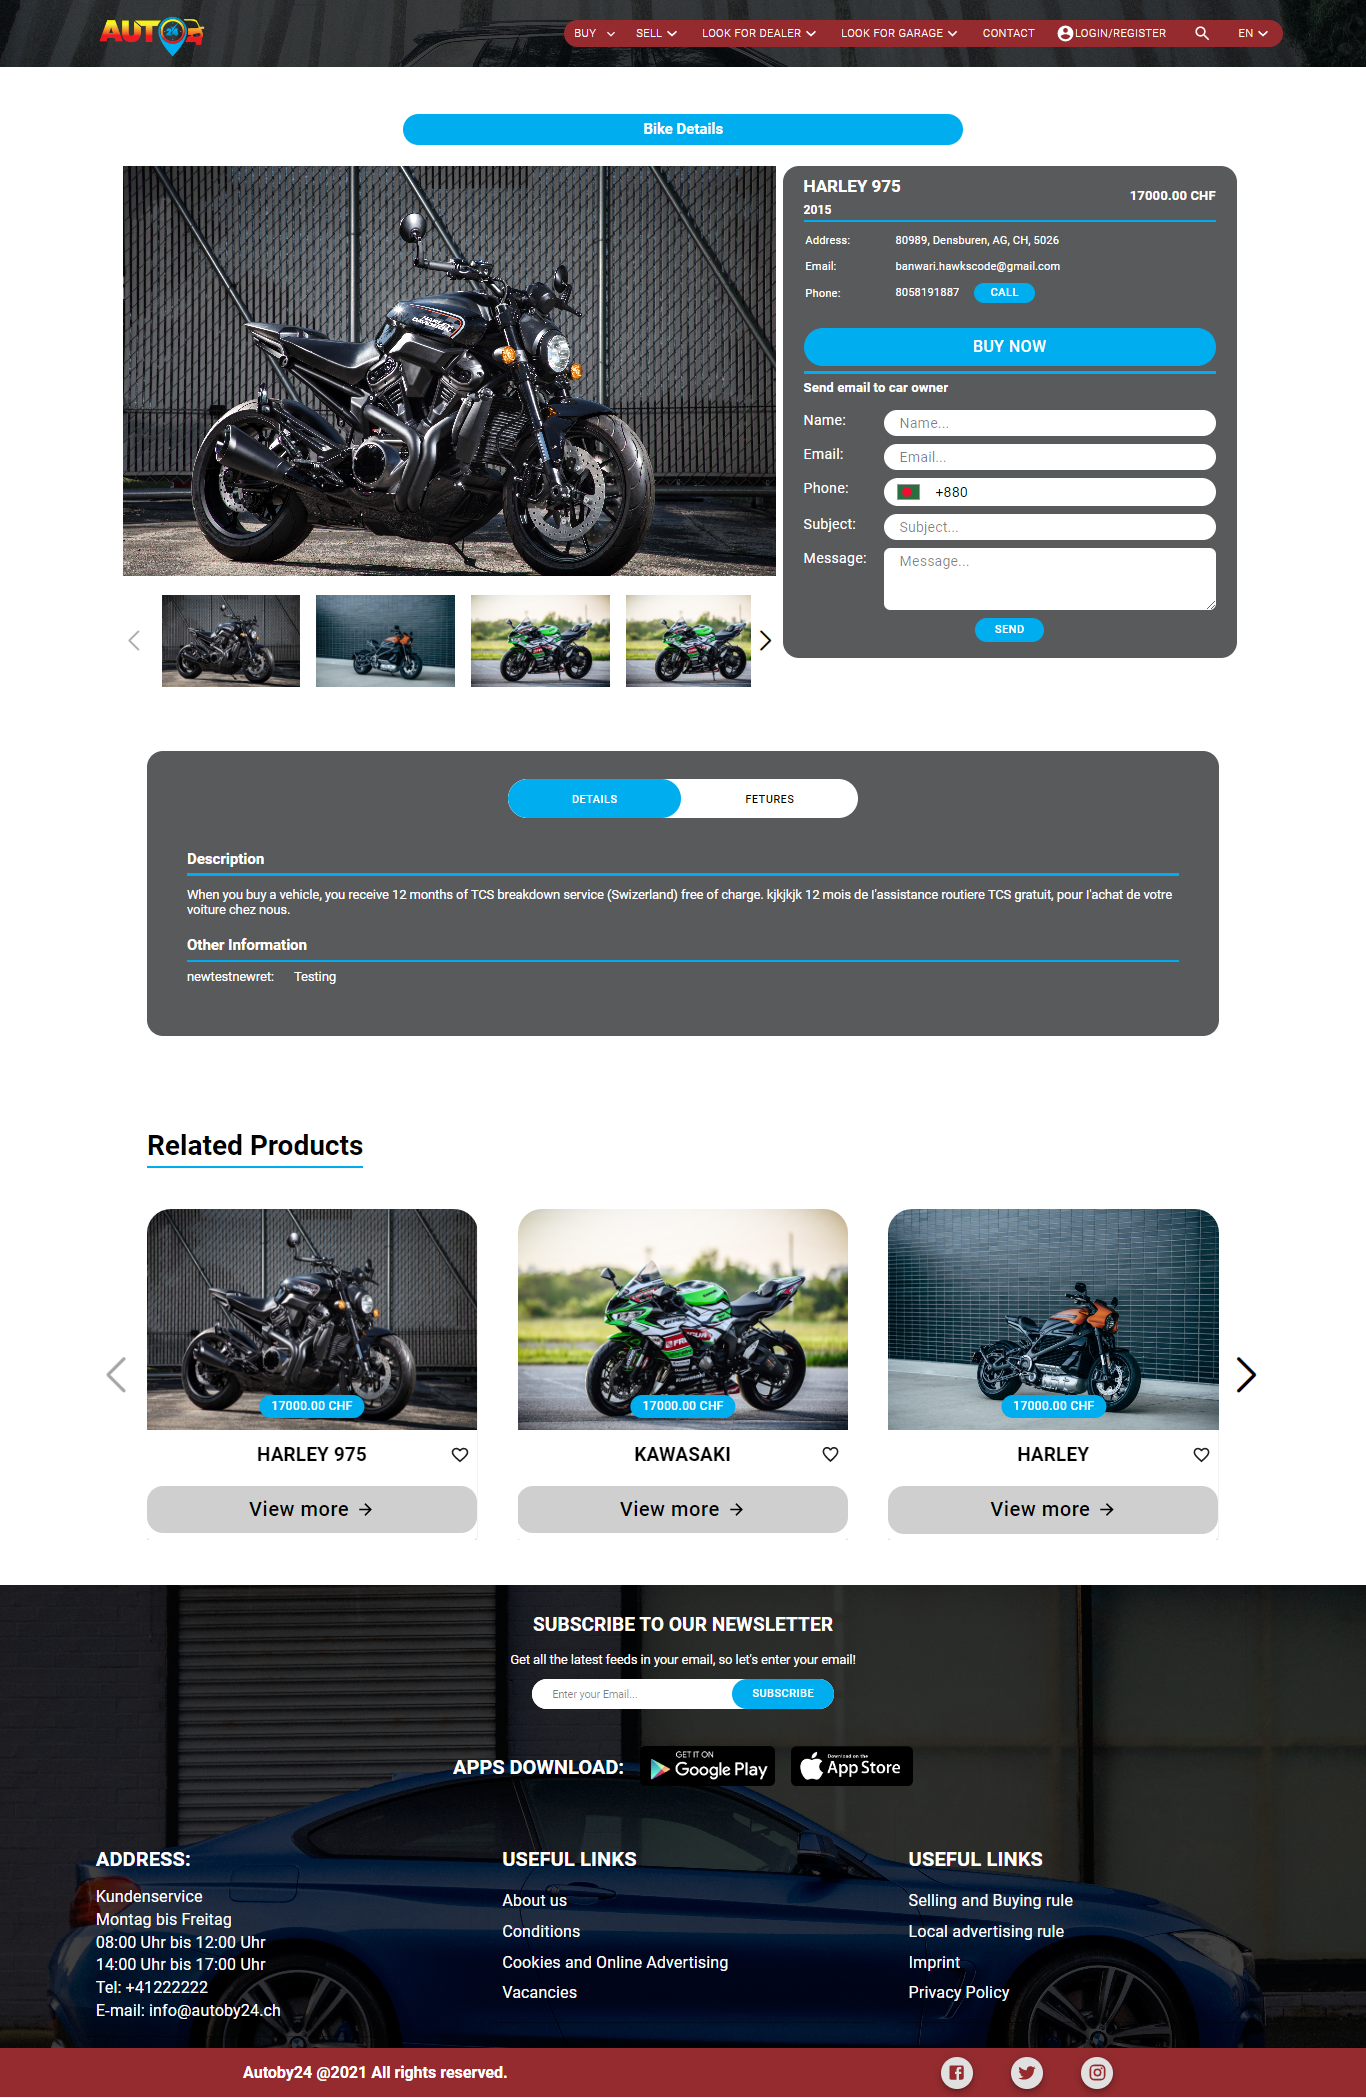 AUTO 24
BUY SELL LOOK FOR DEALER LOOK FOR GARAGE CONTACT LOGIN/REGISTER EN
Bike Details
HARLEY 975
2015
17000.00 CHF
Address: 80989, Densburen, AG, CH, 5026
Email: banwari.hawkscode@gmail.com
Phone: 8058191887 CALL
BUY NOW
Send email to car owner
Name: Name...
Email: Email...
Phone: +880
Subject: Subject...
Message: Message...
SEND
HARLEY-DAVIDSON
DETAILS FETURES
Description
When you buy a vehicle, you receive 12 months of TCS breakdown service (Swizerland) free of charge. kjkjkjk 12 mois de l'assistance routiere TCS gratuit, pour l'achat de votre
voiture chez nous.
Other Information
newtestnewret: Testing
Related Products
17000.00 CHF 17000.00 CHF 17000.00 CHF
HARLEY 975 KAWASAKI HARLEY
View more → View more → View more →
SUBSCRIBE TO OUR NEWSLETTER
Get all the latest feeds in your email, so let's enter your email!
Enter your Email... SUBSCRIBE
APPS DOWNLOAD:
GET IT ON
Google Play
Download on the
App Store
ADDRESS:
Kundenservice
Montag bis Freitag
08:00 Uhr bis 12:00 Uhr
14:00 Uhr bis 17:00 Uhr
Tel: +41222222
E-mail: info@autoby24.ch
USEFUL LINKS
About us
Conditions
Cookies and Online Advertising
Vacancies
USEFUL LINKS
Selling and Buying rule
Local advertising rule
Imprint
Privacy Policy
Autoby24 @2021 All rights reserved.